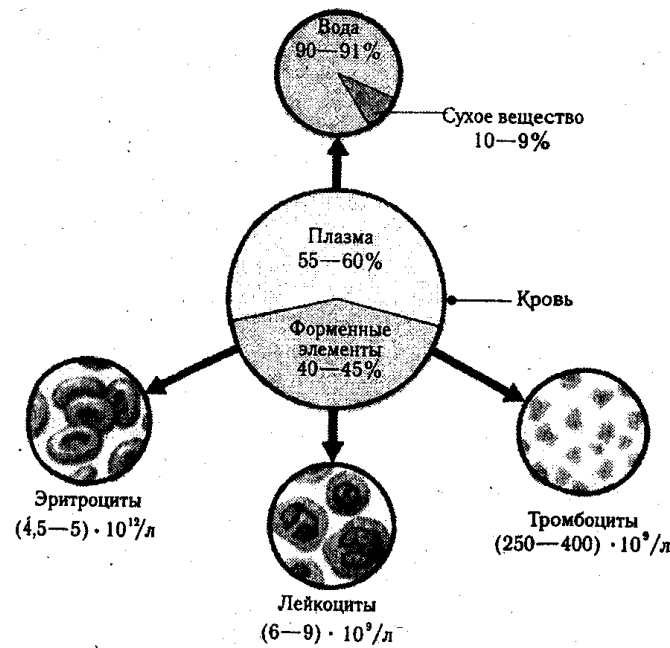 Вода
90—91%
Сухое вещество
10—9%
Плазма
55—60%
Кровь
Форменные
элементы
40—45%
Эритроциты
(4,5—5) · 10¹²/л
Тромбоциты
(250—400) · 10⁹/л
Лейкоциты
(6—9) · 10⁹/л